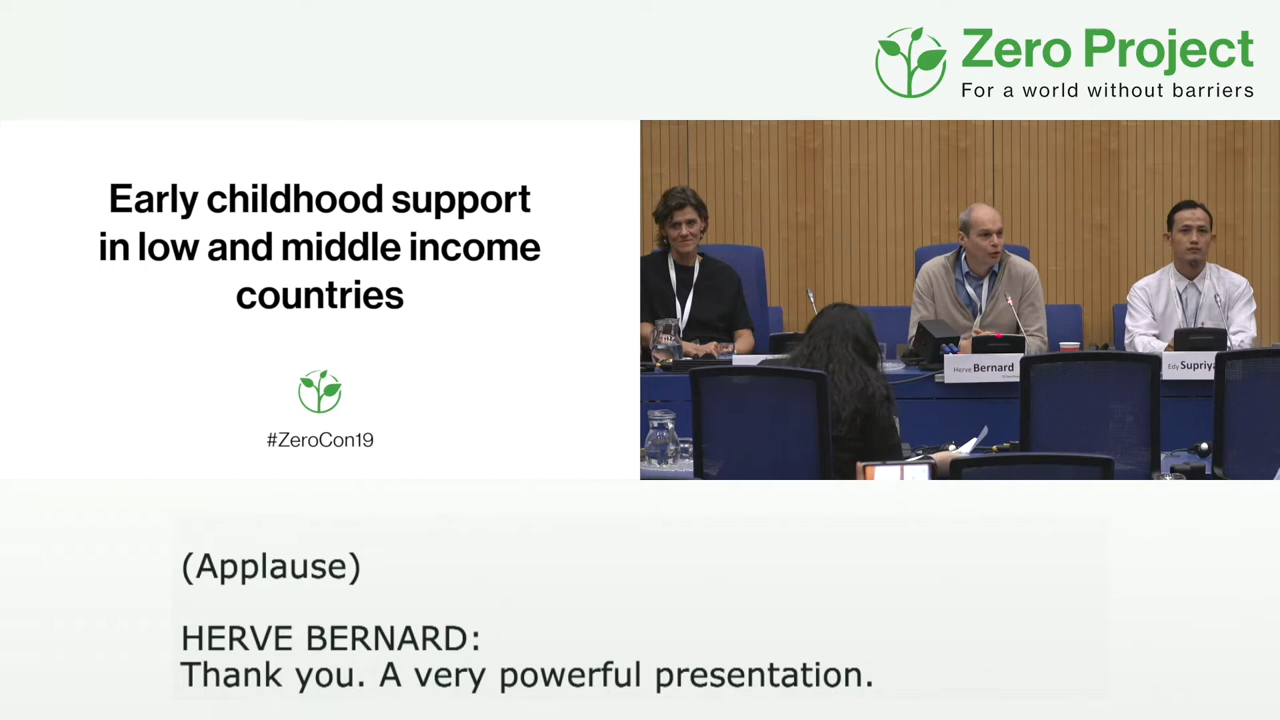 Zero Project
For a world without barriers
Early childhood support
in low and middle income
countries
#ZeroCon19
Herve Bernard
Edy Supriya
(Applause)
HERVE BERNARD:
Thank you. A very powerful presentation.